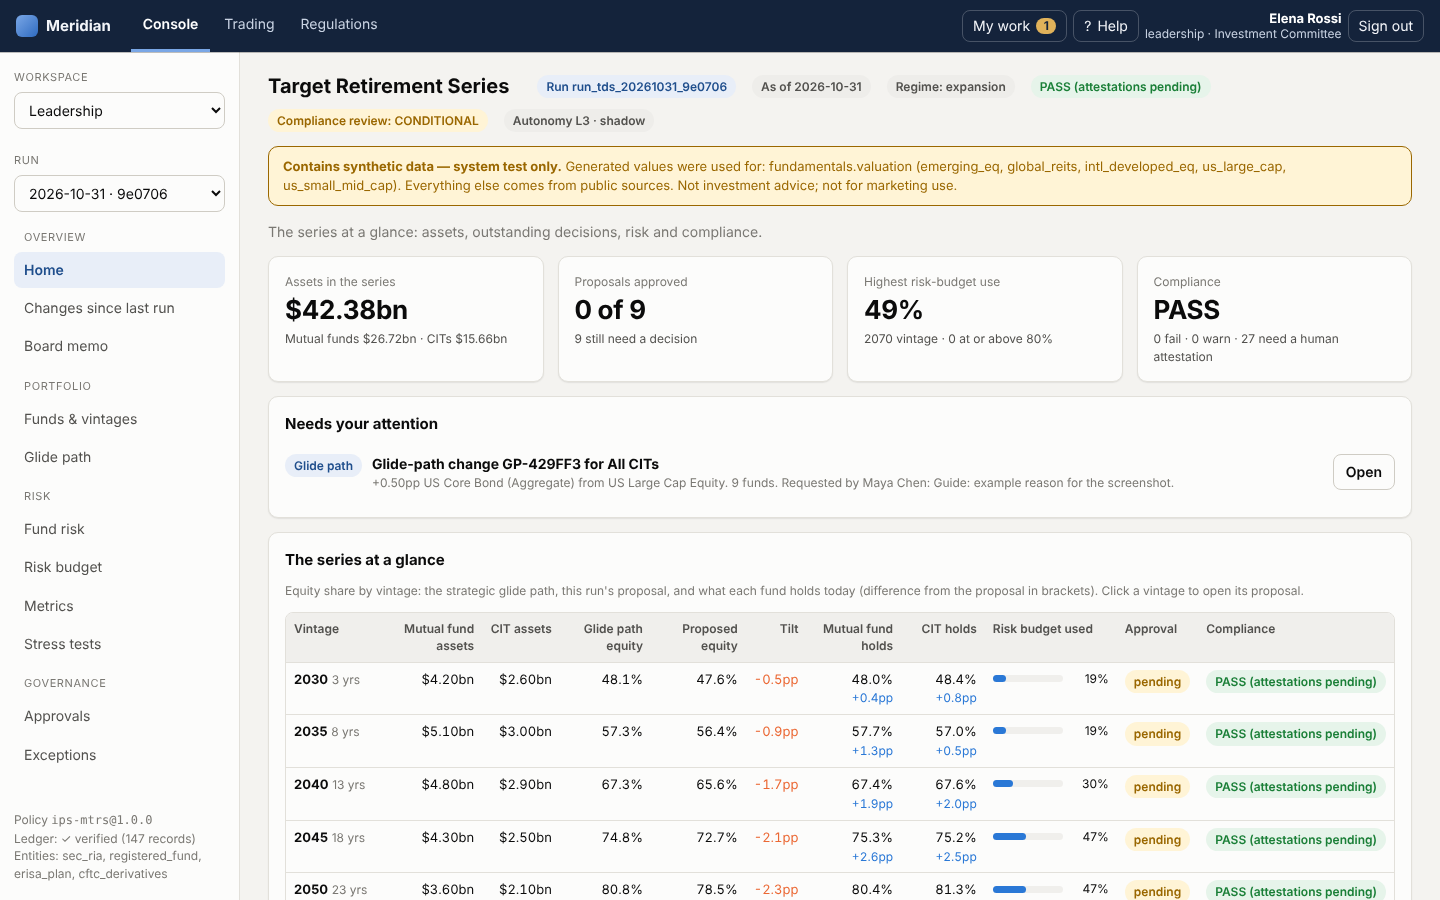 Meridian
Console
Trading
Regulations
My work 1
? Help
Elena Rossi
leadership · Investment Committee
Sign out
WORKSPACE
Leadership
RUN
2026-10-31 · 9e0706
OVERVIEW
Home
Changes since last run
Board memo
PORTFOLIO
Funds & vintages
Glide path
RISK
Fund risk
Risk budget
Metrics
Stress tests
GOVERNANCE
Approvals
Exceptions
Policy ips-mtrs@1.0.0
Ledger: ✓ verified (147 records)
Entities: sec_ria, registered_fund,
erisa_plan, cftc_derivatives
Target Retirement Series
Run run_tds_20261031_9e0706
As of 2026-10-31
Regime: expansion
PASS (attestations pending)
Compliance review: CONDITIONAL
Autonomy L3 · shadow
Contains synthetic data — system test only. Generated values were used for: fundamentals.valuation (emerging_eq, global_reits, intl_developed_eq, us_large_cap,
us_small_mid_cap). Everything else comes from public sources. Not investment advice; not for marketing use.
The series at a glance: assets, outstanding decisions, risk and compliance.
Assets in the series
$42.38bn
Mutual funds $26.72bn · CITs $15.66bn
Proposals approved
0 of 9
9 still need a decision
Highest risk-budget use
49%
2070 vintage · 0 at or above 80%
Compliance
PASS
0 fail · 0 warn · 27 need a human
attestation
Needs your attention
Glide path
Glide-path change GP-429FF3 for All CITs
+0.50pp US Core Bond (Aggregate) from US Large Cap Equity. 9 funds. Requested by Maya Chen: Guide: example reason for the screenshot.
Open
The series at a glance
Equity share by vintage: the strategic glide path, this run's proposal, and what each fund holds today (difference from the proposal in brackets). Click a vintage to open its proposal.
Vintage Mutual fund CIT assets Glide path Proposed Tilt Mutual fund CIT holds Risk budget used Approval Compliance
assets equity equity holds
2030 3 yrs $4.20bn $2.60bn 48.1% 47.6% -0.5pp 48.0% 48.4% 19% pending PASS (attestations pending)
+0.4pp +0.8pp
2035 8 yrs $5.10bn $3.00bn 57.3% 56.4% -0.9pp 57.7% 57.0% 19% pending PASS (attestations pending)
+1.3pp +0.5pp
2040 13 yrs $4.80bn $2.90bn 67.3% 65.6% -1.7pp 67.4% 67.6% 30% pending PASS (attestations pending)
+1.9pp +2.0pp
2045 18 yrs $4.30bn $2.50bn 74.8% 72.7% -2.1pp 75.3% 75.2% 47% pending PASS (attestations pending)
+2.6pp +2.5pp
2050 23 yrs $3.60bn $2.10bn 80.8% 78.5% -2.3pp 80.4% 81.3% 47% pending PASS (attestations pending)